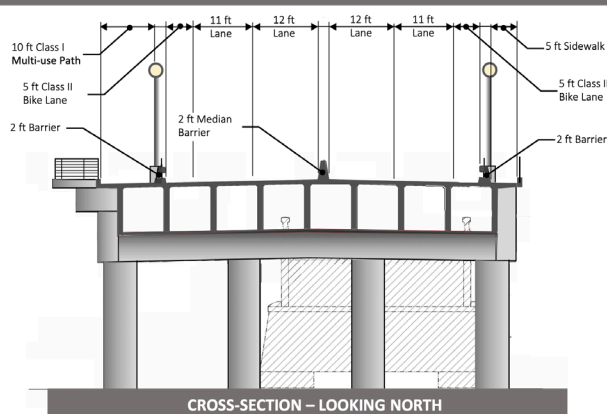 11 ft
Lane
12 ft
Lane
12 ft
Lane
11 ft
Lane
10 ft Class I
Multi-use Path
5 ft Sidewalk
5 ft Class II
Bike Lane
5 ft Class I
Bike Lane
2 ft Median
Barrier
2 ft Barrier
2 ft Barrier
CROSS-SECTION – LOOKING NORTH